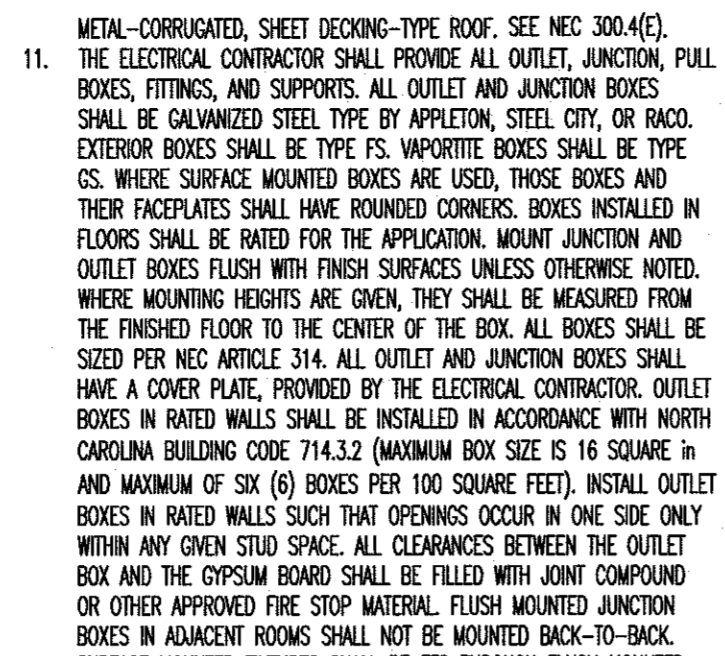 METAL-CORRUGATED, SHEET DECKING-TYPE ROOF. SEE NEC 300.4(E).
11. THE ELECTRICAL CONTRACTOR SHALL PROVIDE ALL OUTLET, JUNCTION, PULL
BOXES, FITTINGS, AND SUPPORTS. ALL OUTLET AND JUNCTION BOXES
SHALL BE GALVANIZED STEEL TYPE BY APPLETON, STEEL CITY, OR RACO.
EXTERIOR BOXES SHALL BE TYPE FS. VAPORTITE BOXES SHALL BE TYPE
GS. WHERE SURFACE MOUNTED BOXES ARE USED, THOSE BOXES AND
THEIR FACEPLATES SHALL HAVE ROUNDED CORNERS. BOXES INSTALLED IN
FLOORS SHALL BE RATED FOR THE APPLICATION. MOUNT JUNCTION AND
OUTLET BOXES FLUSH WITH FINISH SURFACES UNLESS OTHERWISE NOTED.
WHERE MOUNTING HEIGHTS ARE GIVEN, THEY SHALL BE MEASURED FROM
THE FINISHED FLOOR TO THE CENTER OF THE BOX. ALL BOXES SHALL BE
SIZED PER NEC ARTICLE 314. ALL OUTLET AND JUNCTION BOXES SHALL
HAVE A COVER PLATE, PROVIDED BY THE ELECTRICAL CONTRACTOR. OUTLET
BOXES IN RATED WALLS SHALL BE INSTALLED IN ACCORDANCE WITH NORTH
CAROLINA BUILDING CODE 714.3.2 (MAXIMUM BOX SIZE IS 16 SQUARE in
AND MAXIMUM OF SIX (6) BOXES PER 100 SQUARE FEET). INSTALL OUTLET
BOXES IN RATED WALLS SUCH THAT OPENINGS OCCUR IN ONE SIDE ONLY
WITHIN ANY GIVEN STUD SPACE. ALL CLEARANCES BETWEEN THE OUTLET
BOX AND THE GYPSUM BOARD SHALL BE FILLED WITH JOINT COMPOUND
OR OTHER APPROVED FIRE STOP MATERIAL. FLUSH MOUNTED JUNCTION
BOXES IN ADJACENT ROOMS SHALL NOT BE MOUNTED BACK-TO-BACK.